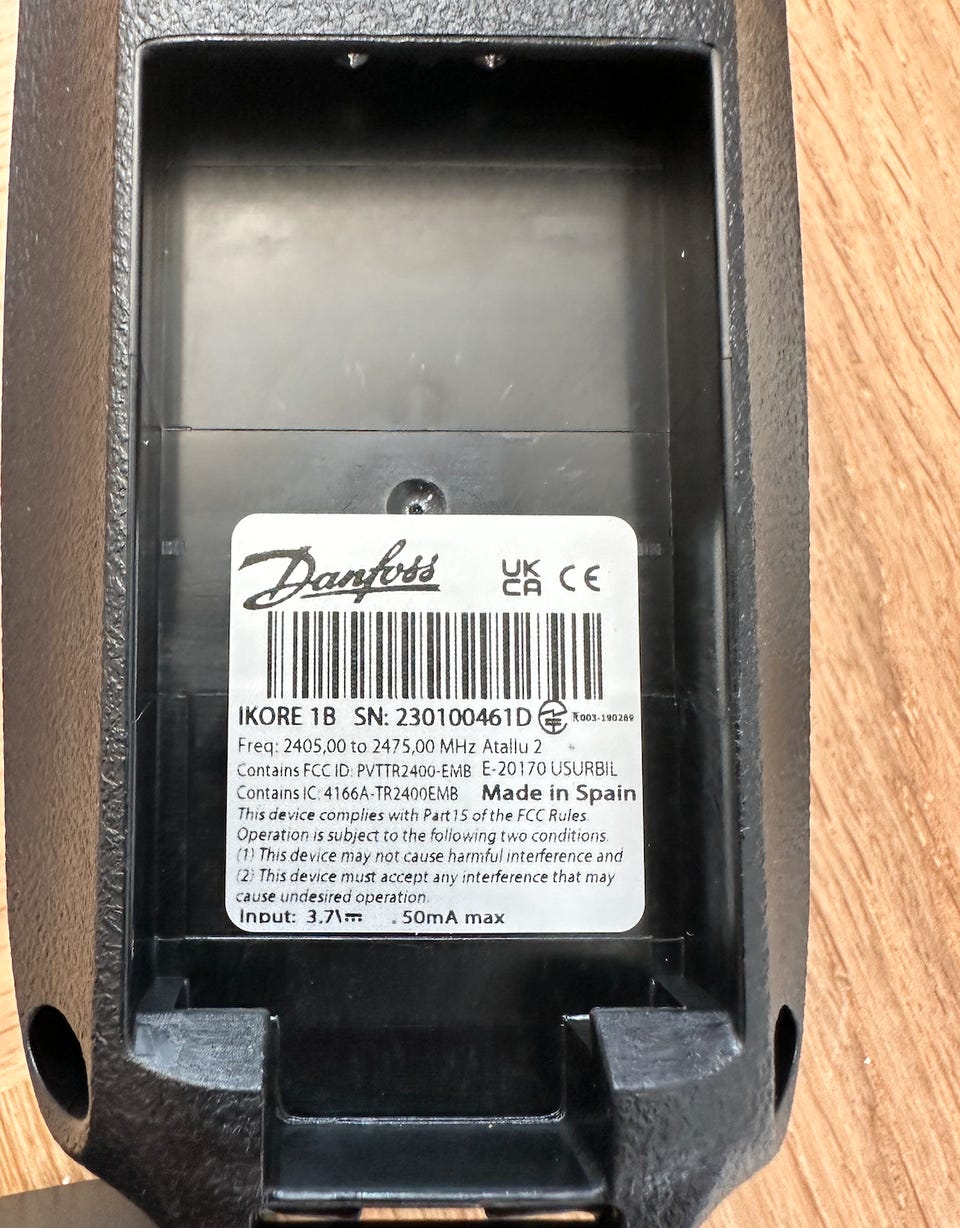 Danfoss
UK
CA CE
IKORE 1B SN: 230100461D R003-190289
Freq: 2405,00 to 2475,00 MHz Atallu 2
Contains FCC ID: PVTTR2400-EMB E-20170 USURBIL
Contains IC: 4166A-TR2400EMB Made in Spain
This device complies with Part15 of the FCC Rules.
Operation is subject to the following two conditions.
(1) This device may not cause harmful interference and
(2) This device must accept any interference that may
cause undesired operation.
Input: 3.7V . 50mA max